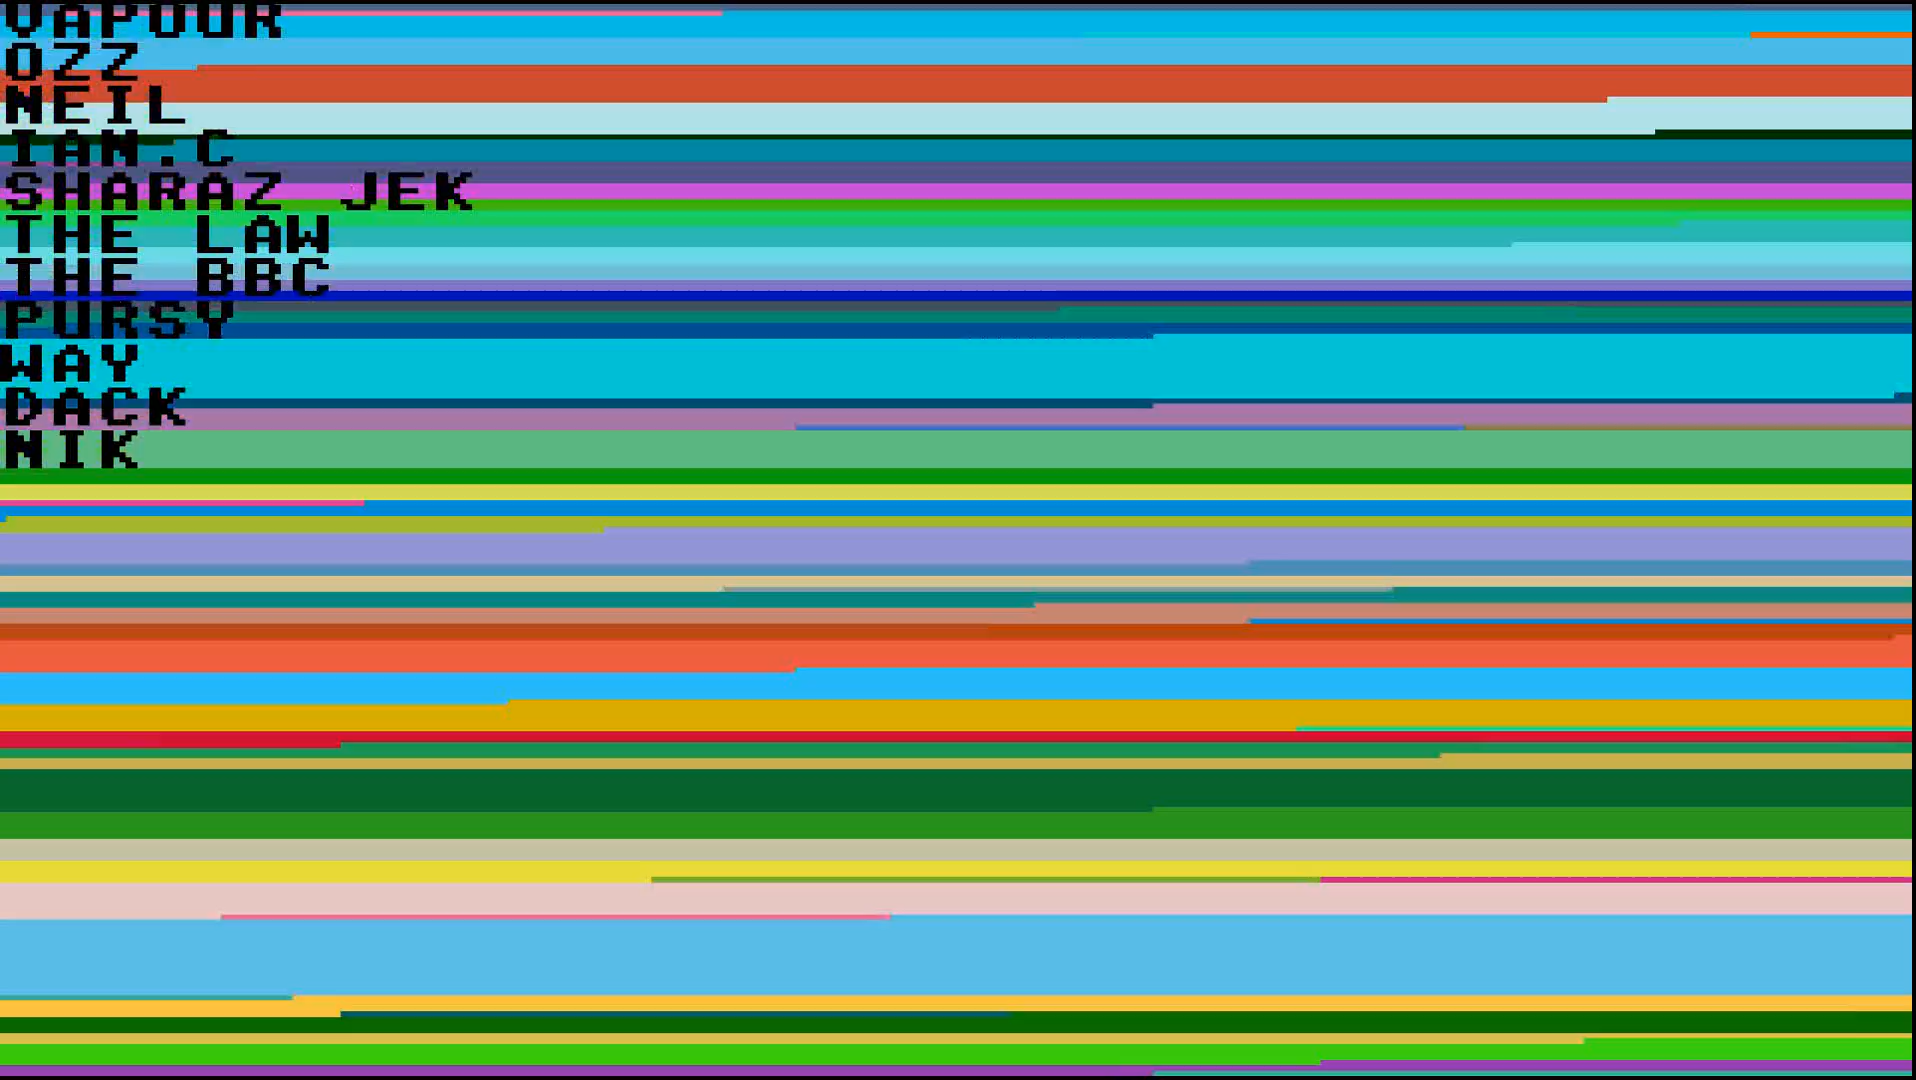 VAPOUR
OZZ
NEIL
IAN.C
SHARAZ JEK
THE LAW
THE BBC
PURSY
WAY
DACK
NIK